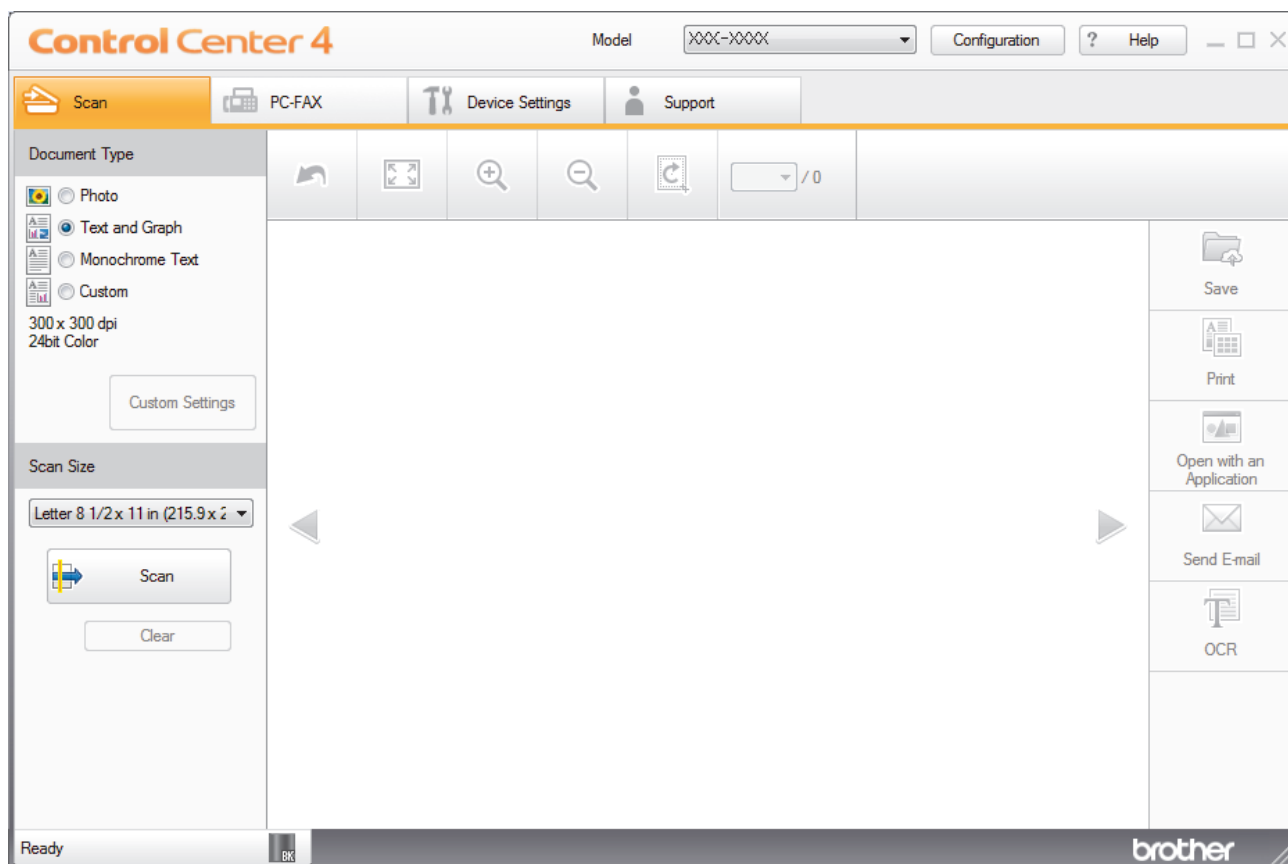 Control Center 4
Model
XXX-XXXX
Configuration
? Help
Scan
PC-FAX
Device Settings
Support
Document Type
Photo
Text and Graph
Monochrome Text
Custom
300 x 300 dpi
24bit Color
Custom Settings
/ 0
Scan Size
Letter 8 1/2 x 11 in (215.9 x 2
Scan
Clear
Save
Print
Open with an
Application
Send E-mail
OCR
Ready
BK
brother